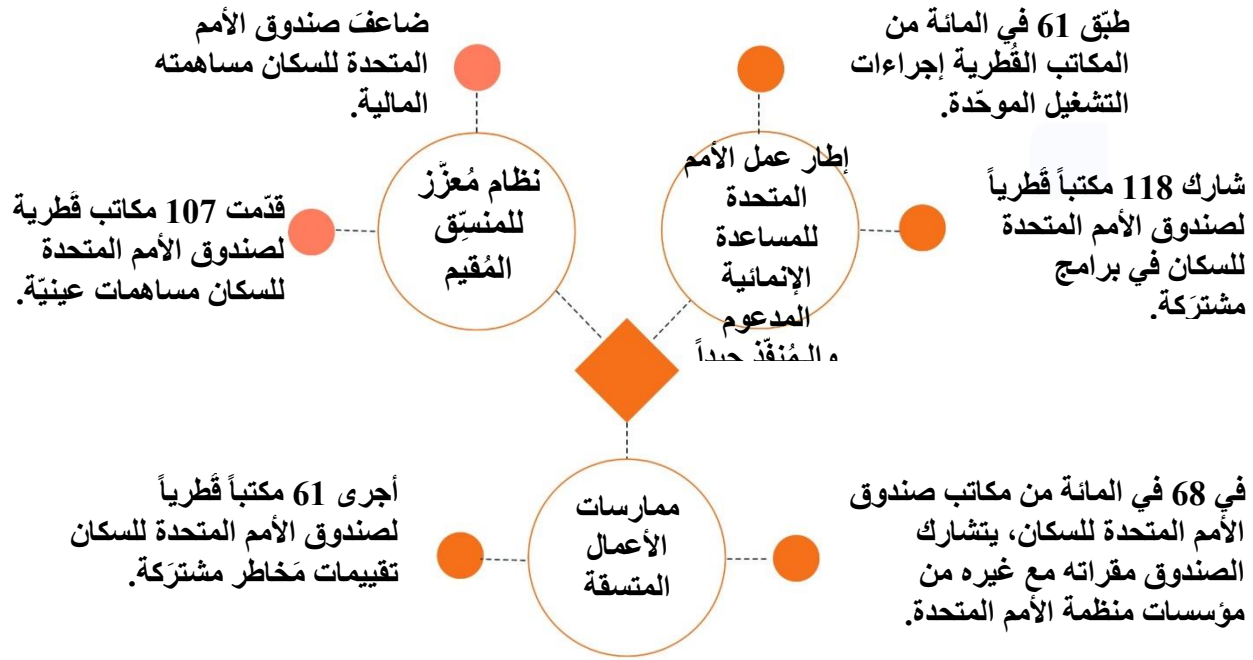 طبّق 61 في المائة من
المكاتب القُطرية إجراءات
التشغيل الموحّدة.
ضاعفَ صندوق الأمم
المتحدة للسكان مساهمته
المالية.
إطار عمل الأمم
المتحدة
للمساعدة
الإنمائية
المدعوم
والـمُنفّذ جيداً
نظام مُعزَّز
للمنسِّق
المُقيم
شارك 118 مكتباً قُطرياً
لصندوق الأمم المتحدة
للسكان في برامج
مشترَكة.
قدّمت 107 مكاتب قُطرية
لصندوق الأمم المتحدة
للسكان مساهمات عينيّة.
في 68 في المائة من مكاتب صندوق
الأمم المتحدة للسكان، يتشارك
الصندوق مقراته مع غيره من
مؤسسات منظمة الأمم المتحدة.
ممارسات
الأعمال
المتسقة
أجرى 61 مكتباً قُطرياً
لصندوق الأمم المتحدة للسكان
تقييمات مَخاطر مشترَكة.